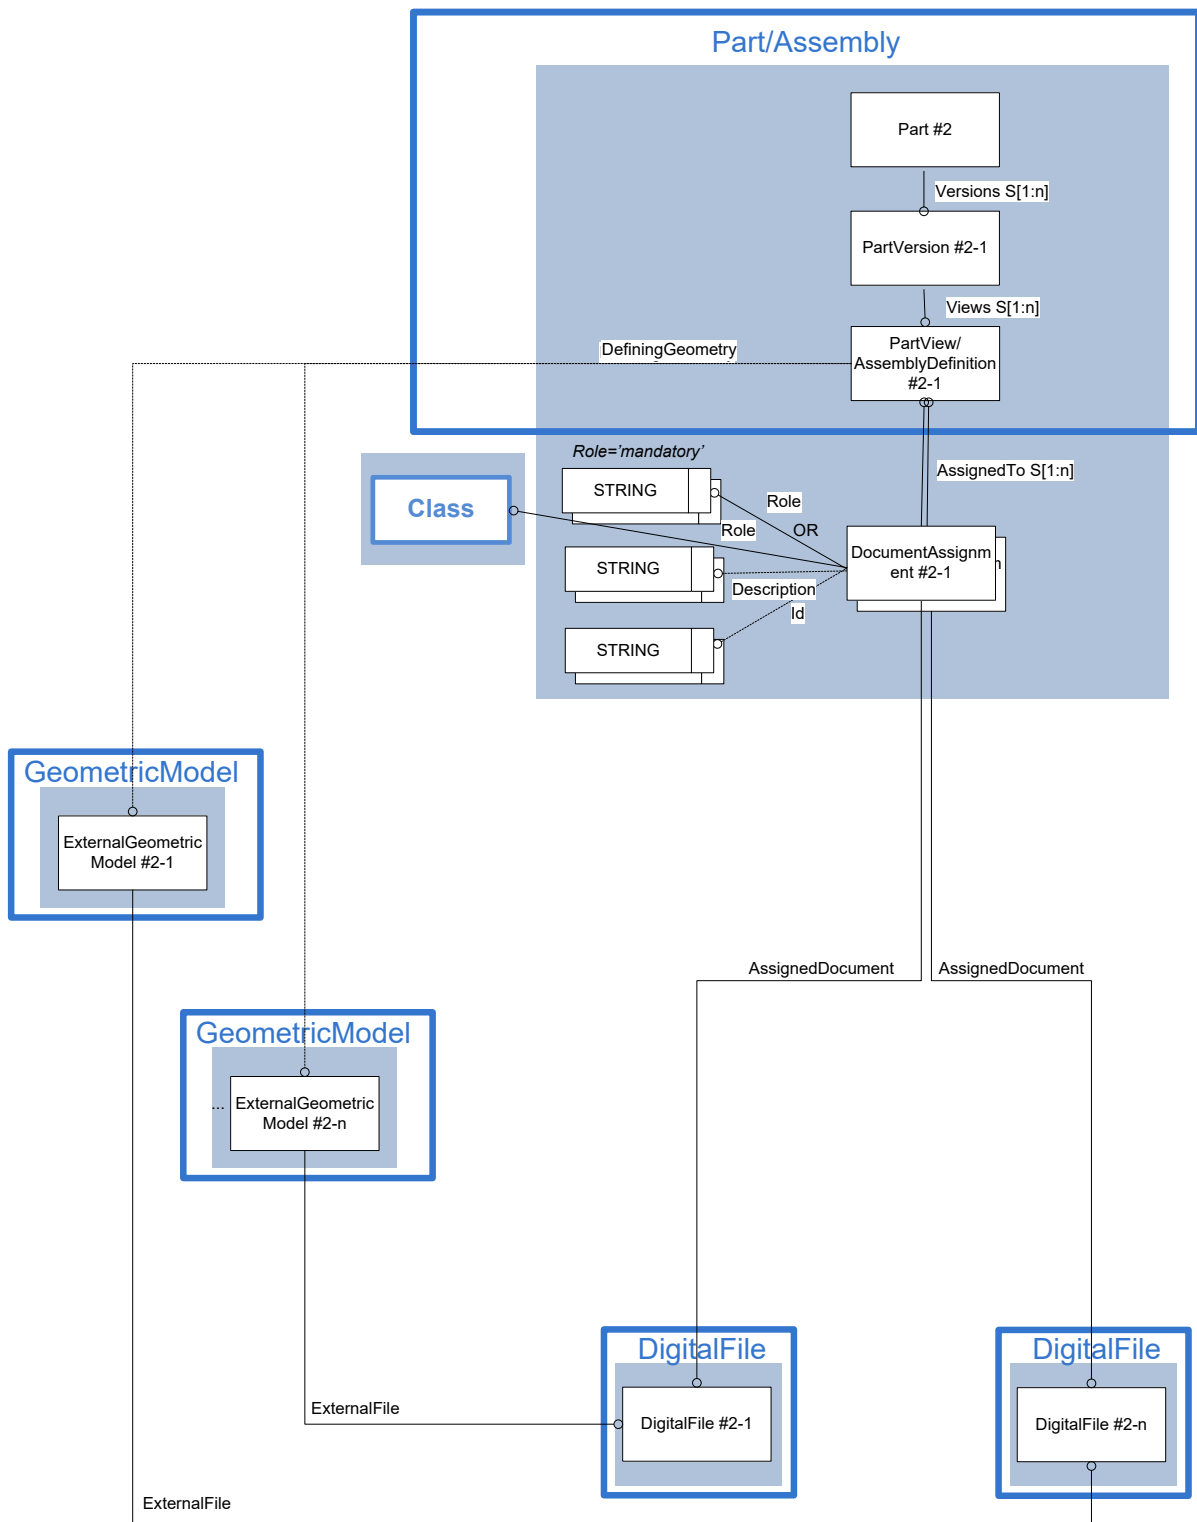 Part/Assembly
Part #2
Versions S[1:n]
PartVersion #2-1
Views S[1:n]
DefiningGeometry
PartView/
AssemblyDefinition
#2-1
Role='mandatory'
AssignedTo S[1:n]
STRING
Class
Role
Role
OR
DocumentAssignm
ent #2-1
STRING
Description
Id
STRING
GeometricModel
ExternalGeometric
Model #2-1
AssignedDocument
AssignedDocument
GeometricModel
...
ExternalGeometric
Model #2-n
DigitalFile
DigitalFile
ExternalFile
DigitalFile #2-1
DigitalFile #2-n
ExternalFile